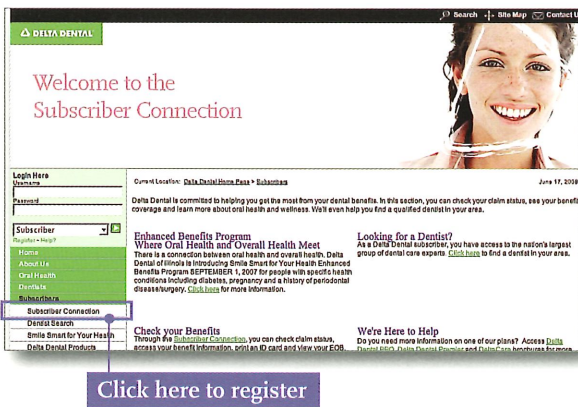 Search Site Map Contact U
DELTA DENTAL
Welcome to the
Subscriber Connection
Login Here
Username
Password
Subscriber
Register • Help?
Home
About Us
Oral Health
Dentists
Subscribers
Subscriber Connection
Dentist Search
Smile Smart for Your Health
Delta Dental Products
Current Location: Delta Dental Home Page > Subscribers
June 17, 2008
Delta Dental is committed to helping you get the most from your dental benefits. In this section, you can check your claim status, see your benefit
coverage and learn more about oral health and wellness. We'll even help you find a qualified dentist in your area.
Enhanced Benefits Program
Where Oral Health and Overall Health Meet
There is a connection between oral health and overall health. Delta
Dental of Illinois is introducing Smile Smart for Your Health Enhanced
Benefits Program SEPTEMBER 1, 2007 for people with specific health
conditions including diabetes, pregnancy and a history of periodontal
disease/surgery. Click here for more information.
Looking for a Dentist?
As a Delta Dental subscriber, you have access to the nation's largest
group of dental care experts. Click here to find a dentist in your area.
Check your Benefits
Through the Subscriber Connection, you can check claim status,
access your benefit information, print an ID card and view your EOB.
We're Here to Help
Do you need more information on one of our plans? Access Delta
Dental PPO, Delta Dental Premier and DeltaCare brochures for more
Click here to register